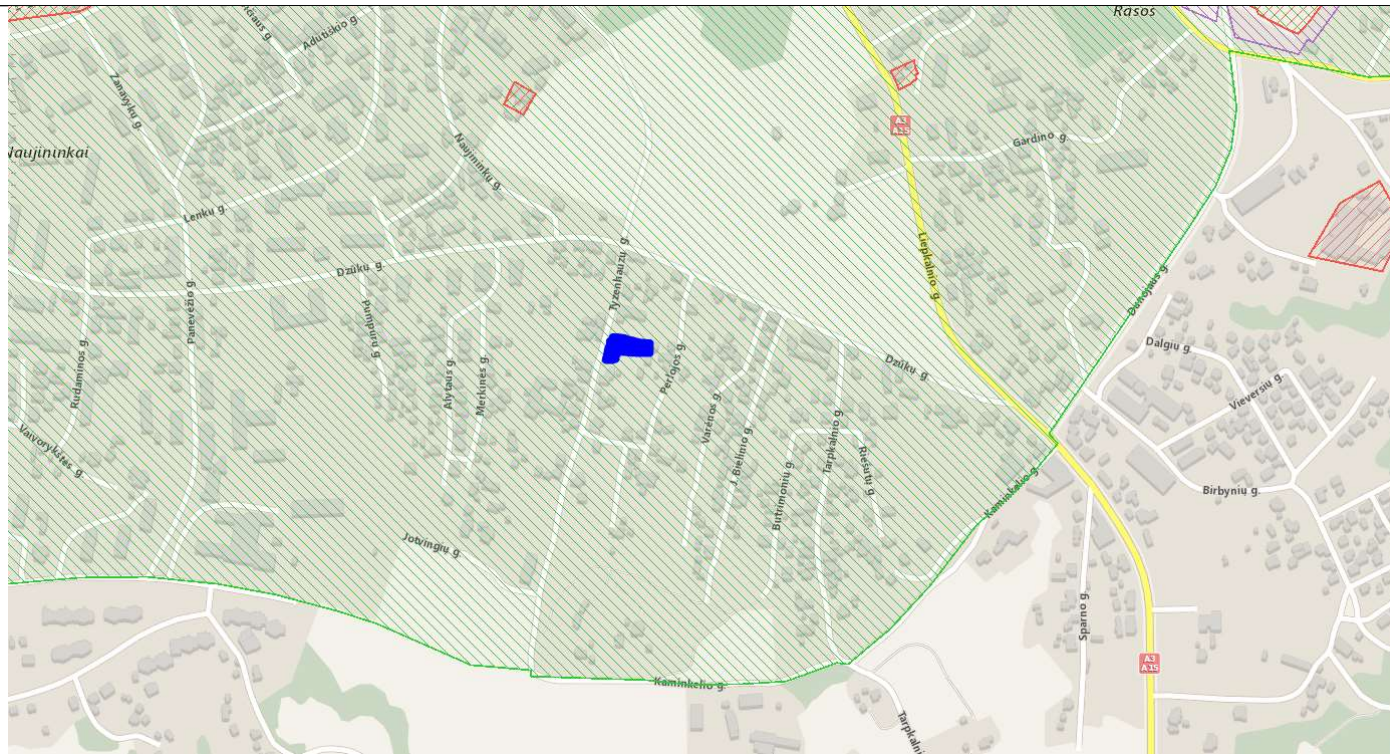 Rasos
Adutiškio g.
Zanavykų g.
Naujininkų g.
A3
A15
Gardino g.
Naujininkai
Lenkų g.
Liepkalnio g.
Dzūkų g.
Tyzenhauzų g.
Dunojaus g.
Panevėžio g.
Pumpurų g.
Dalgių g.
Rudaminos g.
Alytaus g.
Merkinės g.
Perlojos g.
Dzūkų g.
Vieversių g.
Varėnos g.
J. Bielinio g.
Tarpkalnio g.
Vaivorykštės g.
Riešutų g.
Butrimonių g.
Kaminkelio g.
Birbynių g.
Jotvingių g.
Sparno g.
A3
A15
Kaminkelio g.